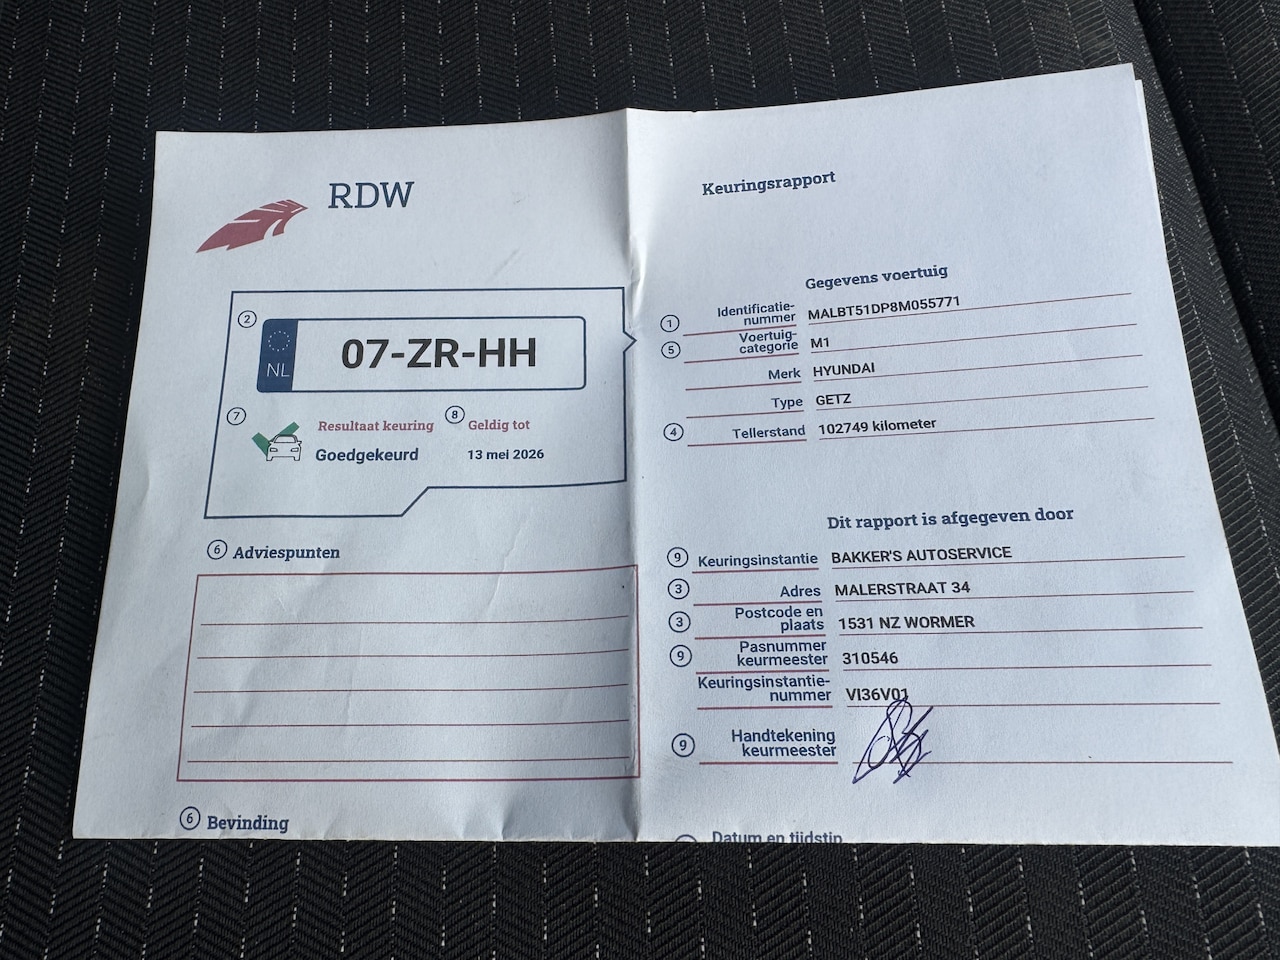 RDW
2
NL
07-ZR-HH
7
Resultaat keuring
Goedgekeurd
8
Geldig tot
13 mei 2026
6 Adviespunten
6 Bevinding
Keuringsrapport
Gegevens voertuig
1 Identificatie-
nummer MALBT51DP8M055771
5 Voertuig-
categorie M1
Merk HYUNDAI
Type GETZ
4 Tellerstand 102749 kilometer
Dit rapport is afgegeven door
9 Keuringsinstantie BAKKER'S AUTOSERVICE
3 Adres MALERSTRAAT 34
3 Postcode en
plaats 1531 NZ WORMER
9 Pasnummer
keurmeester 310546
Keuringsinstantie-
nummer VI36V01
9 Handtekening
keurmeester
Datum en tijdstip